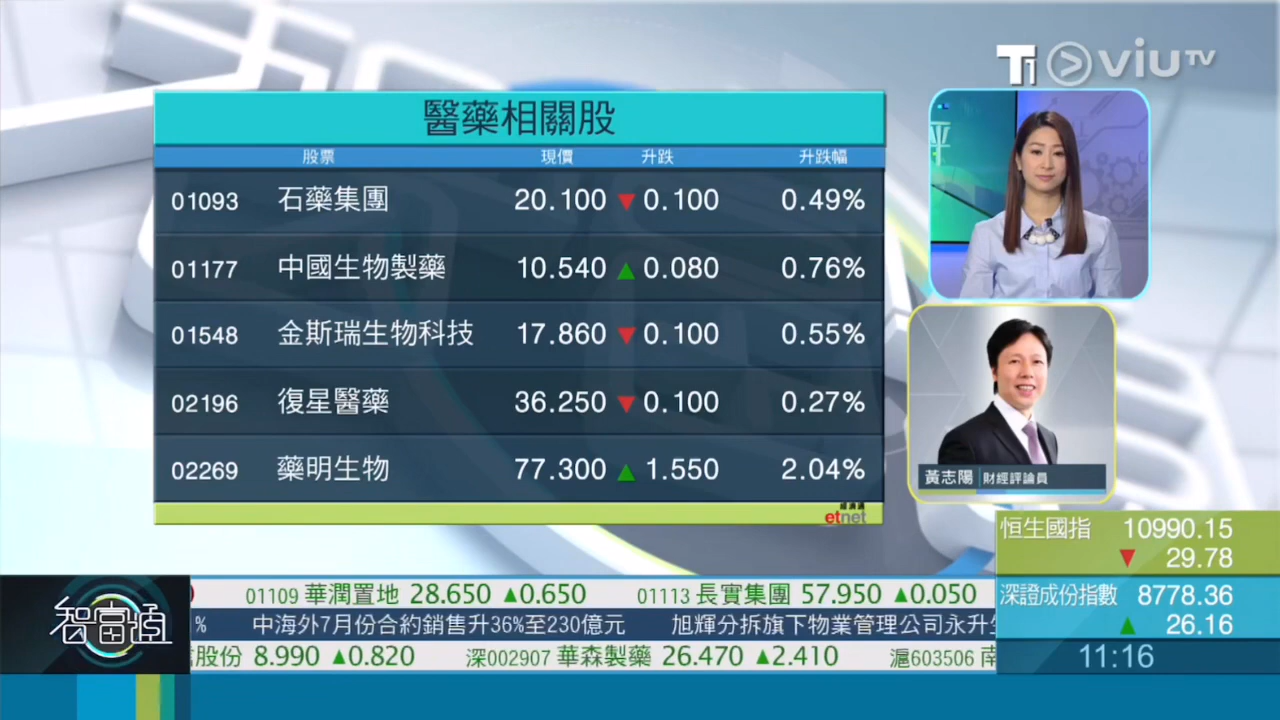 Ti viuTV
醫藥相關股
股票 現價 升跌 升跌幅
01093 石藥集團 20.100 ▼ 0.100 0.49%
01177 中國生物製藥 10.540 ▲ 0.080 0.76%
01548 金斯瑞生物科技 17.860 ▼ 0.100 0.55%
02196 復星醫藥 36.250 ▼ 0.100 0.27%
02269 藥明生物 77.300 ▲ 1.550 2.04%
經濟通
etnet
評
黃志陽 財經評論員
恒生國指 10990.15
▼ 29.78
深證成份指數 8778.36
▲ 26.16
11:16
智富通
01109 華潤置地 28.650 ▲0.650 01113 長實集團 57.950 ▲0.050
% 中海外7月份合約銷售升36%至230億元 旭輝分拆旗下物業管理公司永升
股份 8.990 ▲0.820 深002907 華森製藥 26.470 ▲2.410 滬603506 南